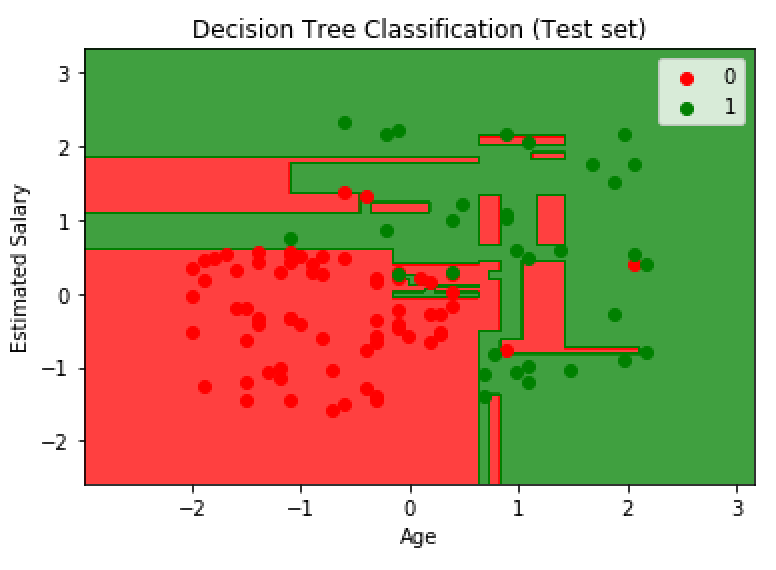 Decision Tree Classification (Test set)
0
1
3
2
1
0
−1
−2
Estimated Salary
−2 −1 0 1 2 3
Age